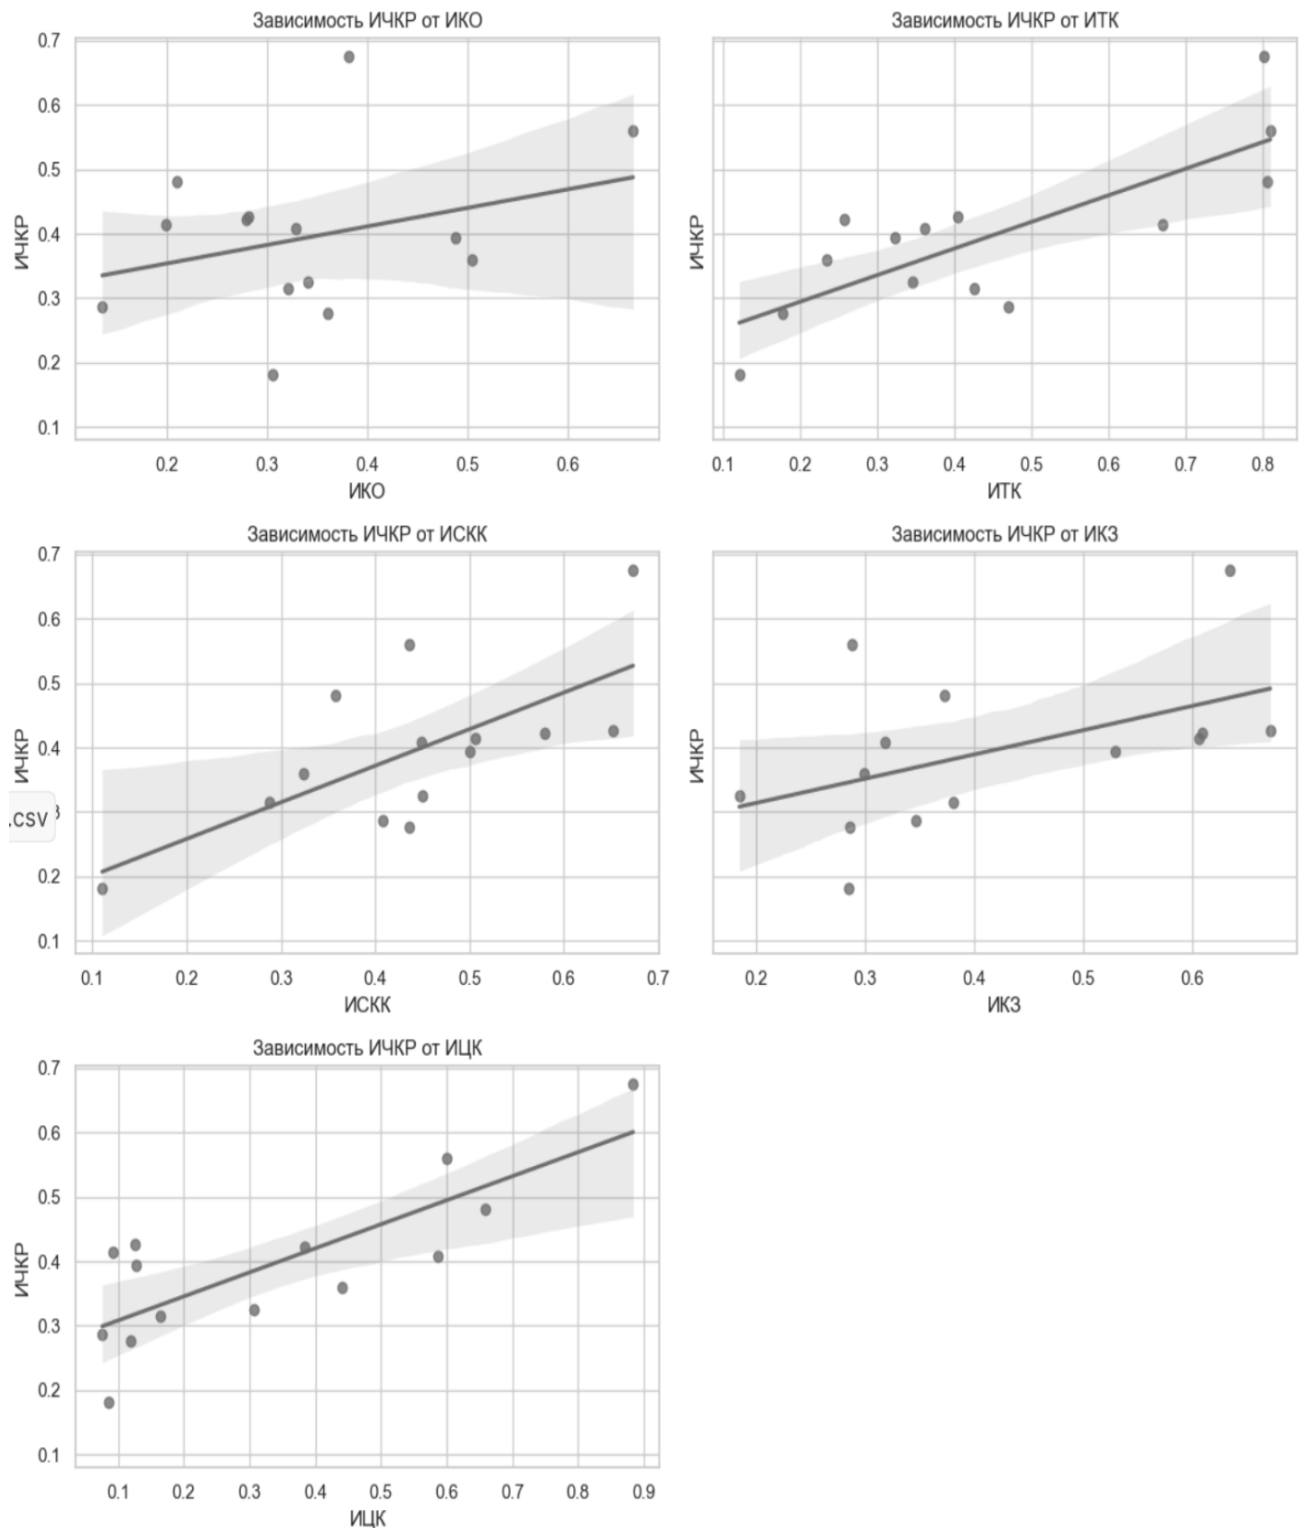 Зависимость ИЧКР от ИКО
0.7
0.6
0.5
0.4
0.3
0.2
0.1
ИЧКР
0.2 0.3 0.4 0.5 0.6
ИКО
Зависимость ИЧКР от ИТК
ИЧКР
0.1 0.2 0.3 0.4 0.5 0.6 0.7 0.8
ИТК
Зависимость ИЧКР от ИСКК
0.7
0.6
0.5
0.4
3
0.2
0.1
ИЧКР
.csv
0.1 0.2 0.3 0.4 0.5 0.6 0.7
ИСКК
Зависимость ИЧКР от ИКЗ
ИЧКР
0.2 0.3 0.4 0.5 0.6
ИКЗ
Зависимость ИЧКР от ИЦК
0.7
0.6
0.5
0.4
0.3
0.2
0.1
ИЧКР
0.1 0.2 0.3 0.4 0.5 0.6 0.7 0.8 0.9
ИЦК